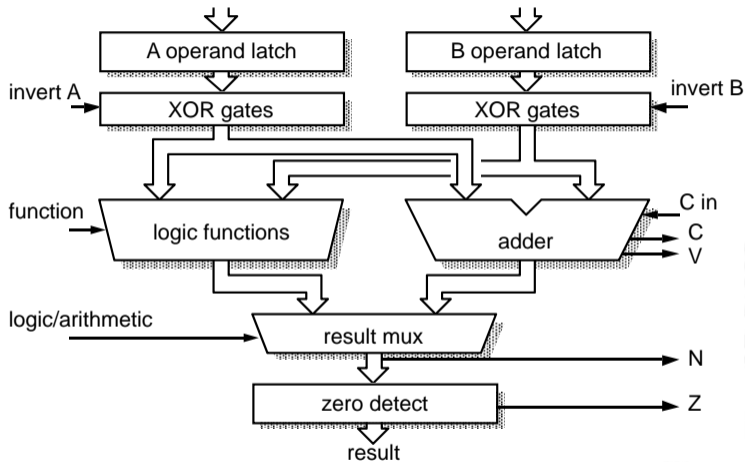 A operand latch
B operand latch
invert A
invert B
XOR gates
XOR gates
function
C in
logic functions
adder
C
V
logic/arithmetic
result mux
N
zero detect
Z
result